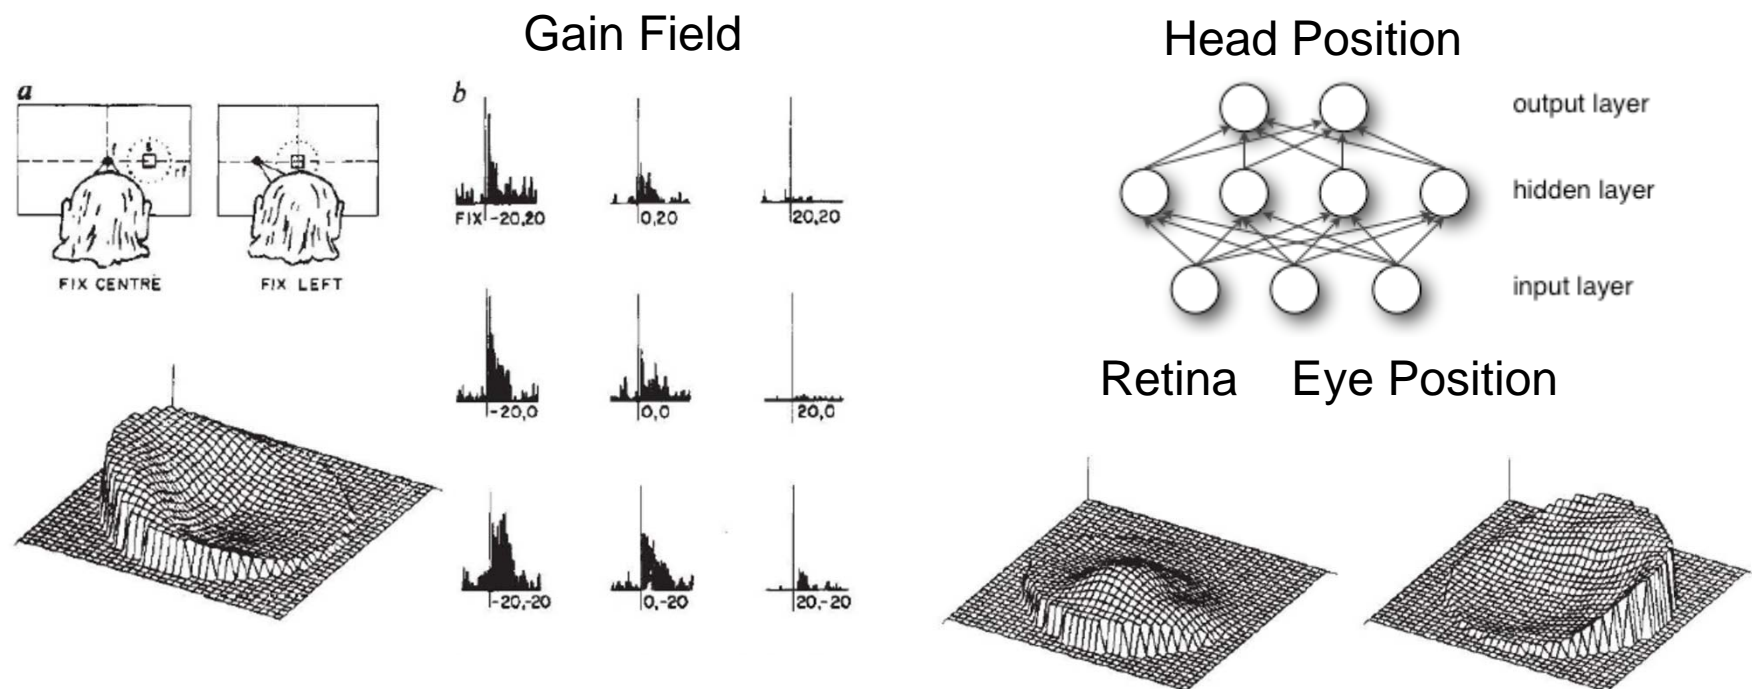 Gain Field
a
f
s
rf
FIX CENTRE
FIX LEFT
b
FIX -20,20
0,20
20,20
-20,0
0,0
20,0
-20,-20
0,-20
20,-20
Head Position
output layer
hidden layer
input layer
Retina Eye Position